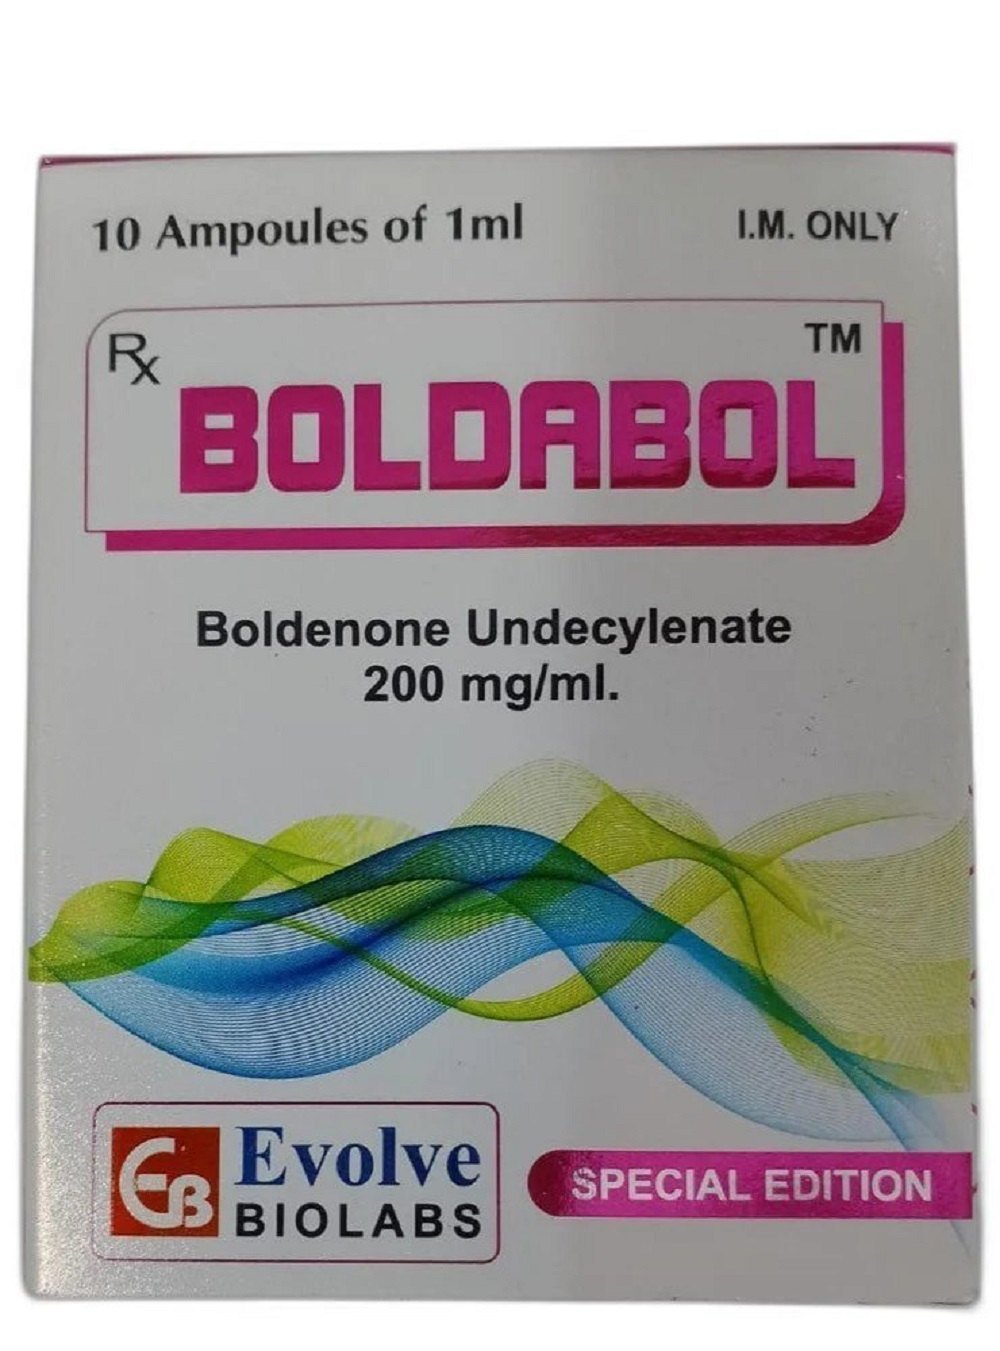 10 Ampoules of 1ml
I.M. ONLY
Rx
TM
BOLDABOL
Boldenone Undecylenate
200 mg/ml.
EB
Evolve
BIOLABS
SPECIAL EDITION